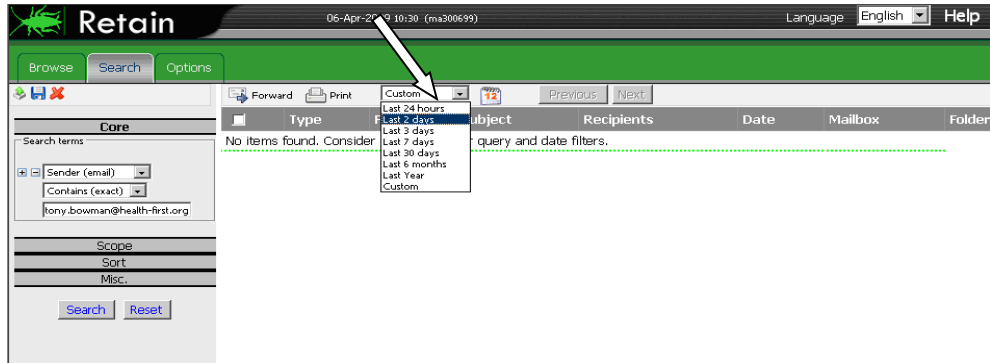 Retain
06-Apr-2009 10:30 (ma300699)
Language English Help
Browse Search Options
Forward Print Custom 12 Previous Next
Core
Search terms
Sender (email)
Contains (exact)
tony.bowman@health-first.org
Scope
Sort
Misc.
Search Reset
Type Subject Recipients Date Mailbox Folder
No items found. Consider query and date filters.
Last 24 hours
Last 2 days
Last 3 days
Last 7 days
Last 30 days
Last 6 months
Last Year
Custom